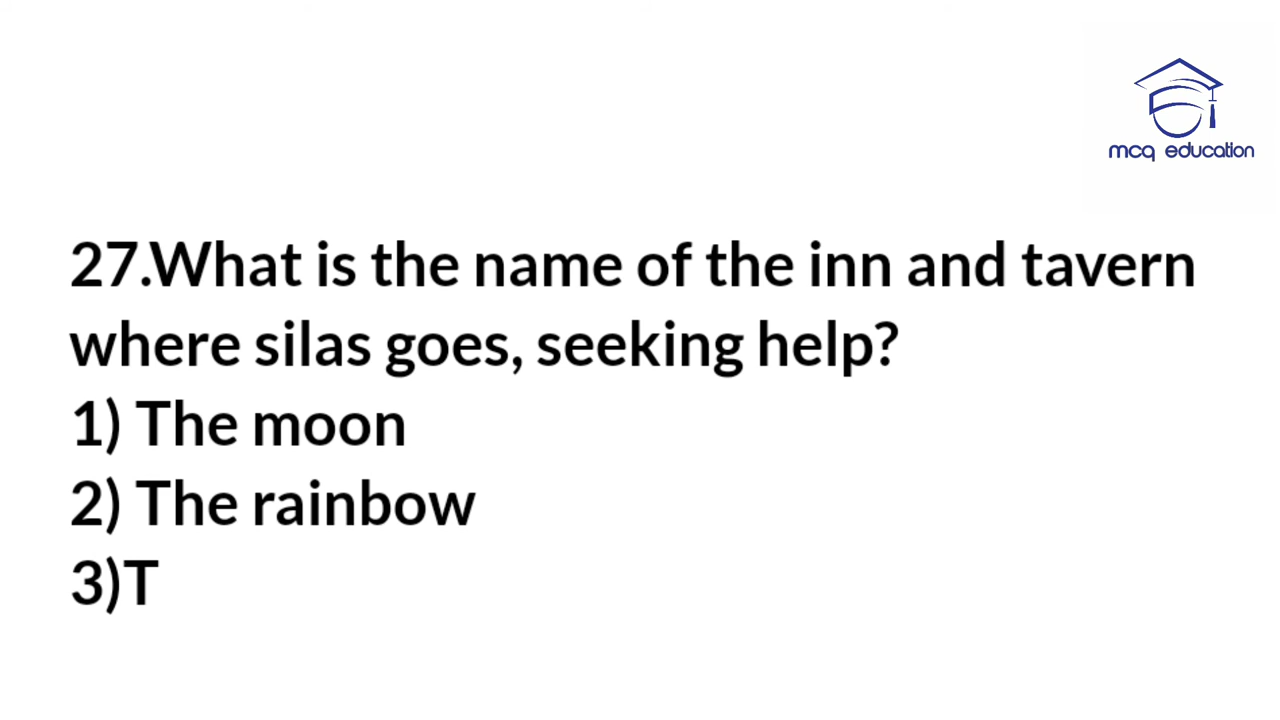 mcq education
27.What is the name of the inn and tavern
where silas goes, seeking help?
1) The moon
2) The rainbow
3)T